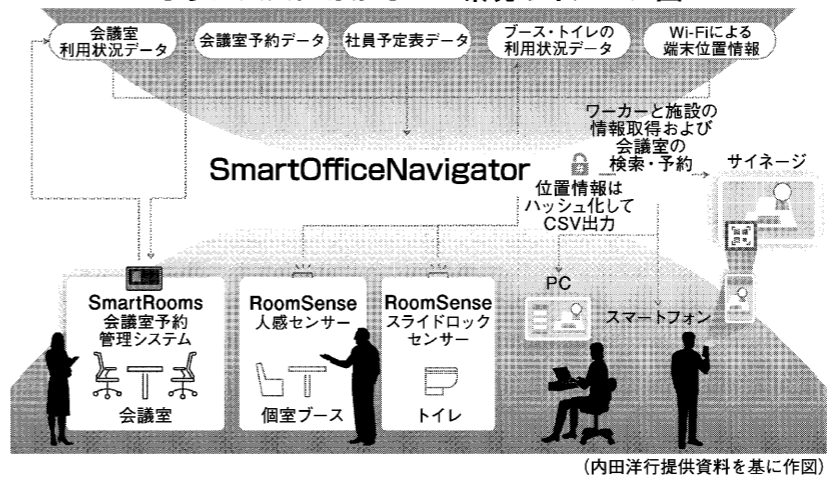 会議室
利用状況データ
会議室予約データ
社員予定表データ
ブース・トイレの
利用状況データ
Wi-Fiによる
端末位置情報
ワーカーと施設の
情報取得および
会議室の
検索・予約
サイネージ
SmartOfficeNavigator
位置情報は
ハッシュ化して
CSV出力
PC
スマートフォン
SmartRooms
会議室予約
管理システム
会議室
RoomSense
人感センサー
個室ブース
RoomSense
スライドロック
センサー
トイレ
(内田洋行提供資料を基に作図)